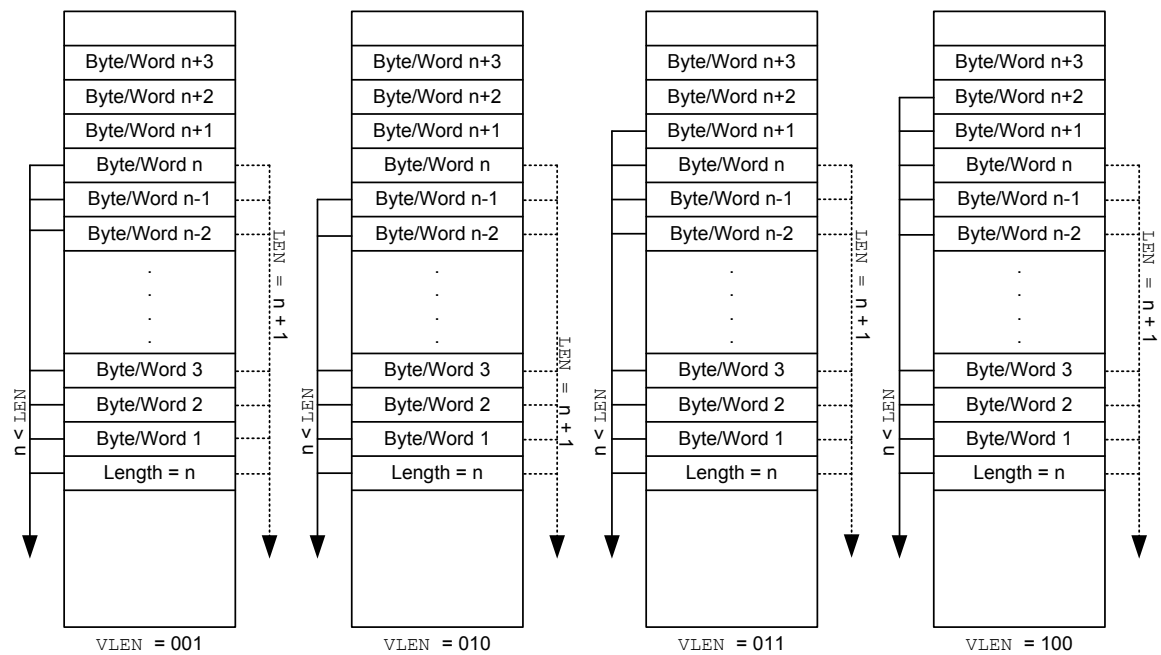 Byte/Word n+3
Byte/Word n+2
Byte/Word n+1
Byte/Word n
Byte/Word n-1
Byte/Word n-2
.
.
.
.
Byte/Word 3
Byte/Word 2
Byte/Word 1
Length = n
LEN > n
LEN = n + 1
VLEN = 001
Byte/Word n+3
Byte/Word n+2
Byte/Word n+1
Byte/Word n
Byte/Word n-1
Byte/Word n-2
.
.
.
.
Byte/Word 3
Byte/Word 2
Byte/Word 1
Length = n
LEN > n
LEN = n + 1
VLEN = 010
Byte/Word n+3
Byte/Word n+2
Byte/Word n+1
Byte/Word n
Byte/Word n-1
Byte/Word n-2
.
.
.
.
Byte/Word 3
Byte/Word 2
Byte/Word 1
Length = n
LEN > n
LEN = n + 1
VLEN = 011
Byte/Word n+3
Byte/Word n+2
Byte/Word n+1
Byte/Word n
Byte/Word n-1
Byte/Word n-2
.
.
.
.
Byte/Word 3
Byte/Word 2
Byte/Word 1
Length = n
LEN > n
LEN = n + 1
VLEN = 100